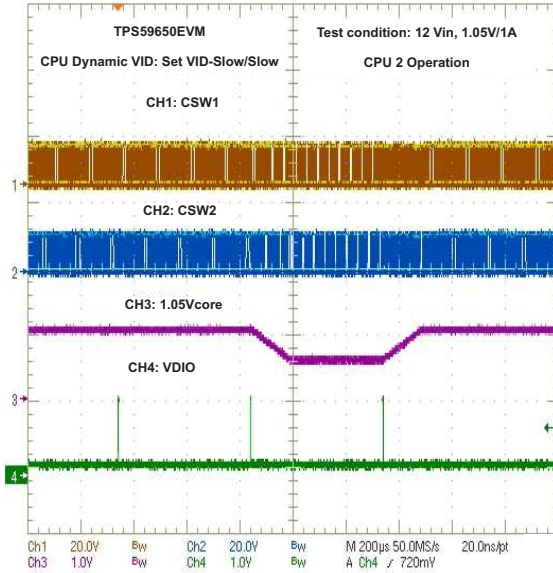 TPS59650EVM
Test condition: 12 Vin, 1.05V/1A
CPU Dynamic VID: Set VID-Slow/Slow
CPU 2 Operation
CH1: CSW1
1
CH2: CSW2
2
CH3: 1.05Vcore
CH4: VDIO
3
4
Ch1 20.0V Bw Ch2 20.0V Bw M 200µs 50.0MS/s 20.0ns/pt
Ch3 1.0V Bw Ch4 1.0V Bw A Ch4 / 720mV